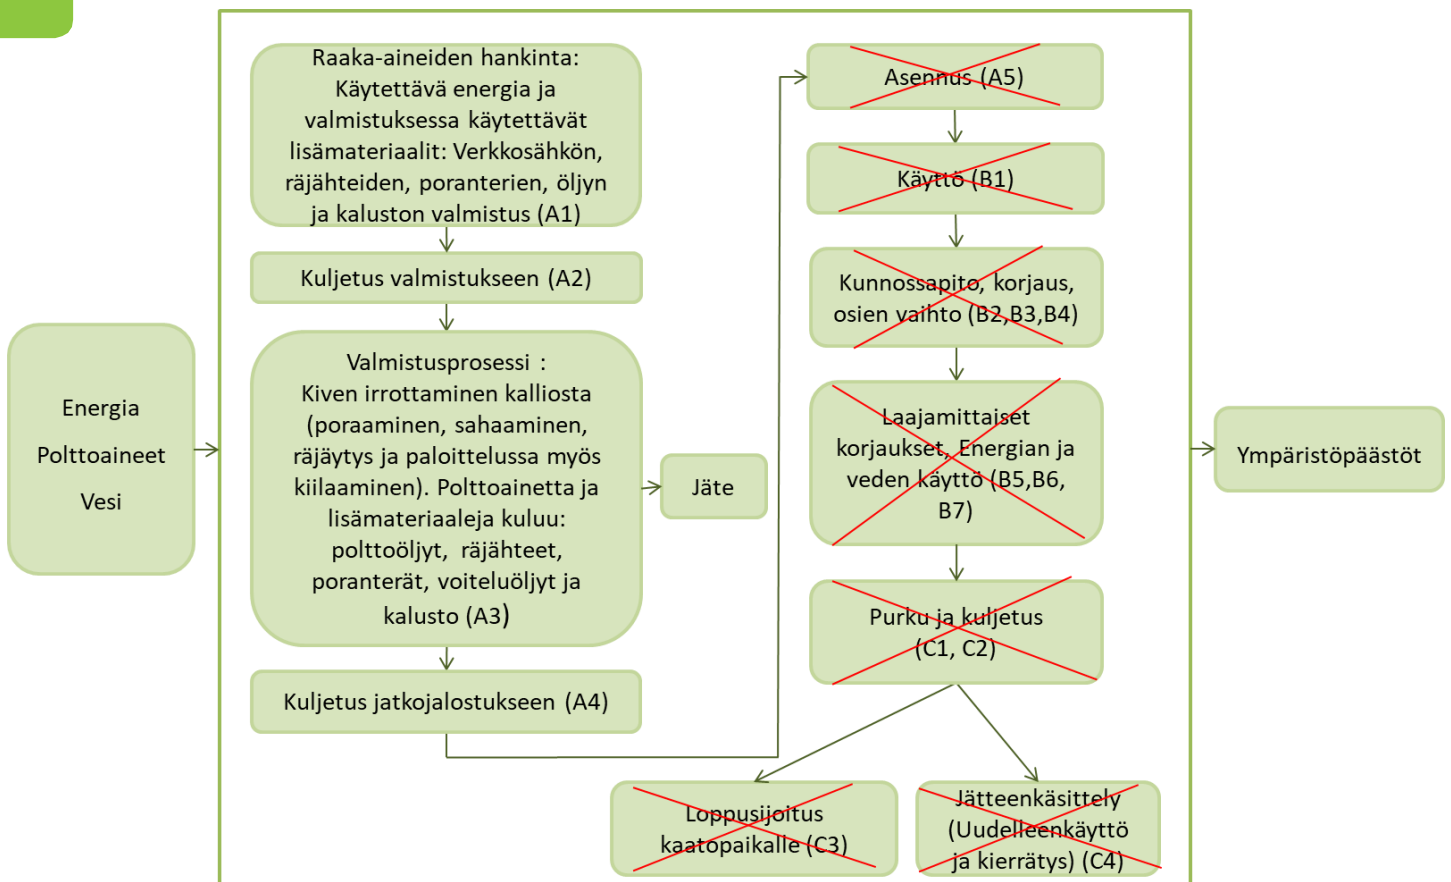 Energia
Polttoaineet
Vesi
Raaka-aineiden hankinta:
Käytettävä energia ja
valmistuksessa käytettävät
lisämateriaalit: Verkkosähkön,
räjähteiden, poranterien, öljyn
ja kaluston valmistus (A1)
Kuljetus valmistukseen (A2)
Valmistusprosessi :
Kiven irrottaminen kalliosta
(poraaminen, sahaaminen,
räjäytys ja paloittelussa myös
kiilaaminen). Polttoainetta ja
lisämateriaaleja kuluu:
polttoöljyt, räjähteet,
poranterät, voiteluöljyt ja
kalusto (A3)
Jäte
Kuljetus jatkojalostukseen (A4)
Asennus (A5)
Käyttö (B1)
Kunnossapito, korjaus,
osien vaihto (B2,B3,B4)
Laajamittaiset
korjaukset, Energian ja
veden käyttö (B5,B6,
B7)
Purku ja kuljetus
(C1, C2)
Loppusijoitus
kaatopaikalle (C3)
Jätteenkäsittely
(Uudelleenkäyttö
ja kierrätys) (C4)
Ympäristöpäästöt